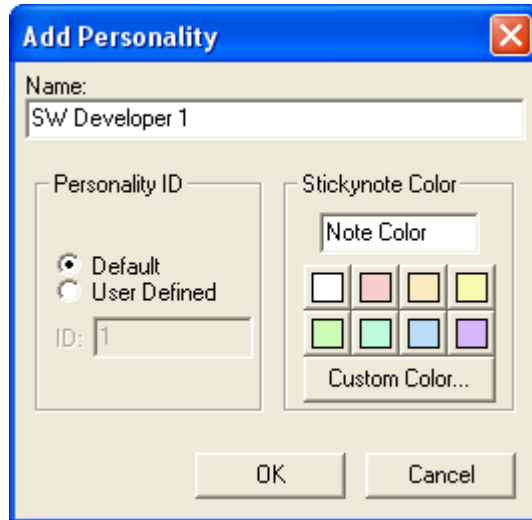 Add Personality
Name:
SW Developer 1
Personality ID
Default
User Defined
ID: 1
Stickynote Color
Note Color
Custom Color...
OK
Cancel